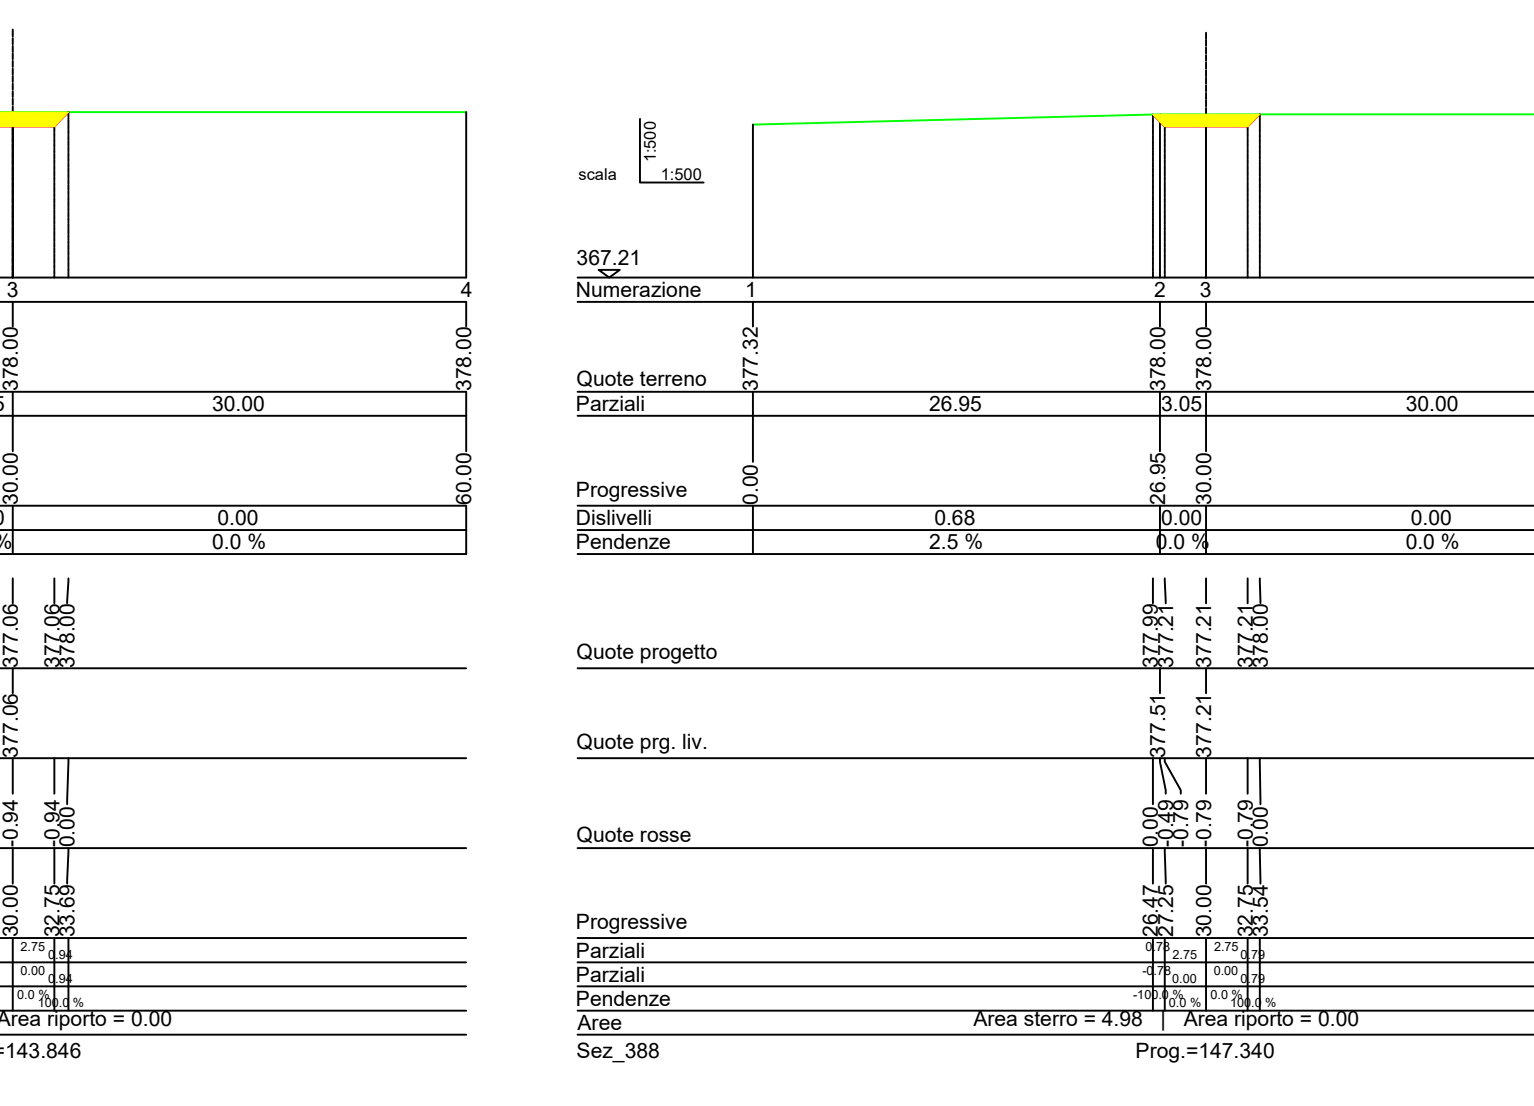 3 4
378.00 378.00
5 30.00
30.00 60.00
0 0.00
% 0.0 %
377.06 377.06 378.00
377.06
-0.94 -0.94 0.00
30.00 32.75 33.69
2.75 0.94
0.00 0.94
0.0 % 100.0 %
Area riporto = 0.00
=143.846
scala 1:500 1:500
367.21
Numerazione 1 2 3
Quote terreno 377.32 378.00 378.00
Parziali 26.95 3.05 30.00
Progressive 0.00 26.95 30.00
Dislivelli 0.68 0.00 0.00
Pendenze 2.5 % 0.0 % 0.0 %
Quote progetto 377.99 377.21 377.21 377.21 378.00
Quote prg. liv. 377.51 377.21
Quote rosse 0.00 -0.49 -0.79 -0.79 -0.79 0.00
Progressive 26.47 27.25 30.00 32.75 33.54
Parziali 0.78 2.75 2.75 0.79
Parziali -0.78 0.00 0.00 0.79
Pendenze -100.0 % 0.0 % 0.0 % 100.0 %
Aree Area sterro = 4.98 Area riporto = 0.00
Sez_388 Prog.=147.340